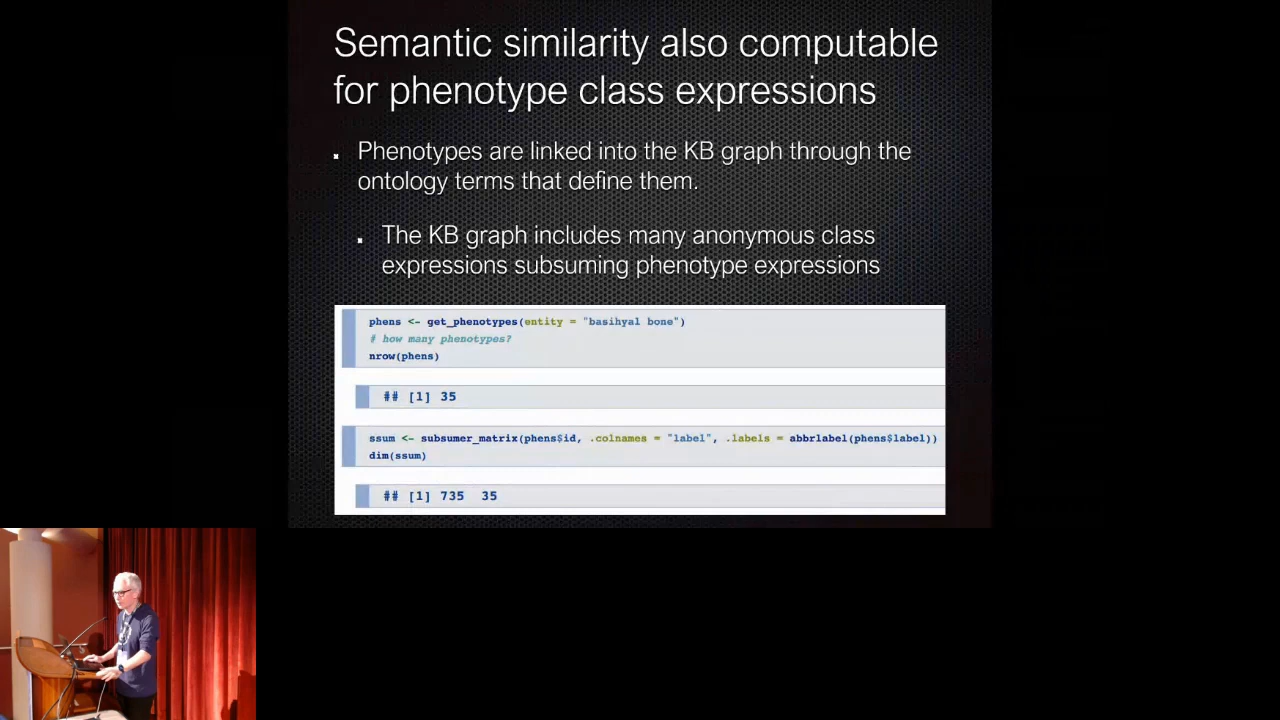 Semantic similarity also computable
for phenotype class expressions
Phenotypes are linked into the KB graph through the
ontology terms that define them.
The KB graph includes many anonymous class
expressions subsuming phenotype expressions
phens <- get_phenotypes(entity = "basihyal bone")
# how many phenotypes?
nrow(phens)
## [1] 35
ssum <- subsumer_matrix(phens$id, .colnames = "label", .labels = abbrlabel(phens$label))
dim(ssum)
## [1] 735  35